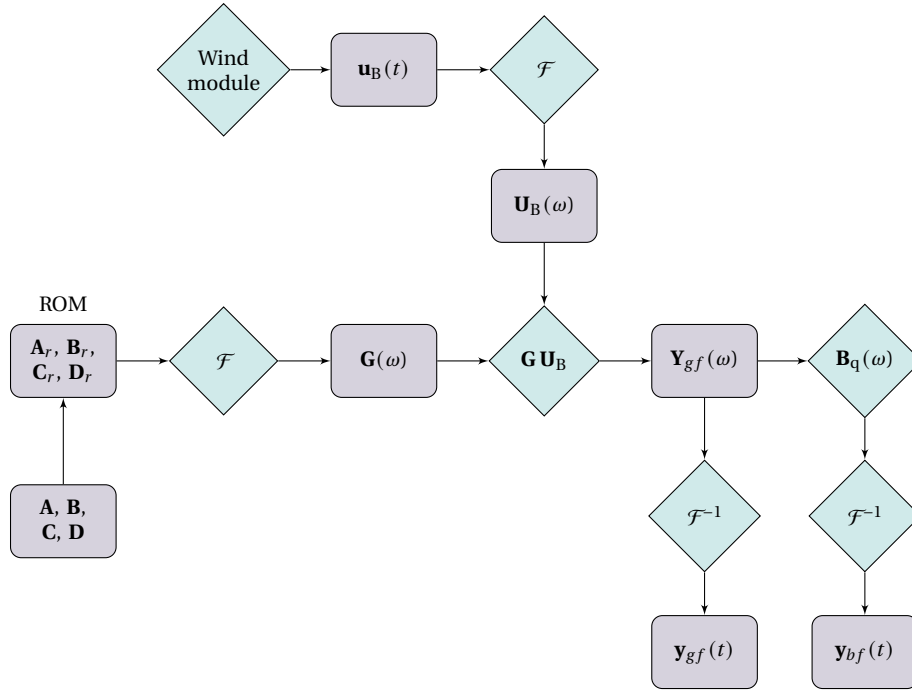 Wind
module
u_B(t)
ℱ
U_B(ω)
ROM
A_r, B_r,
C_r, D_r
ℱ
G(ω)
G U_B
Y_gf(ω)
B_q(ω)
A, B,
C, D
ℱ⁻¹
ℱ⁻¹
y_gf(t)
y_bf(t)